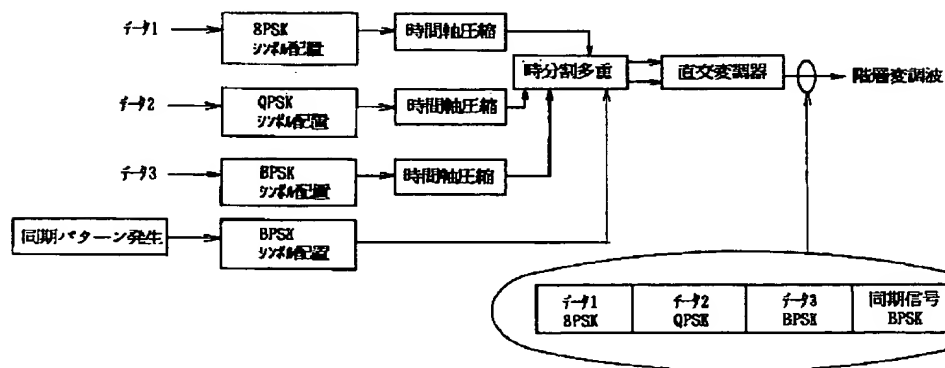 データ1
8PSK
シンボル配置
時間軸圧縮
時分割多重
直交変調器
階層変調波
データ2
QPSK
シンボル配置
時間軸圧縮
データ3
BPSK
シンボル配置
時間軸圧縮
同期パターン発生
BPSK
シンボル配置
データ1
8PSK
データ2
QPSK
データ3
BPSK
同期信号
BPSK